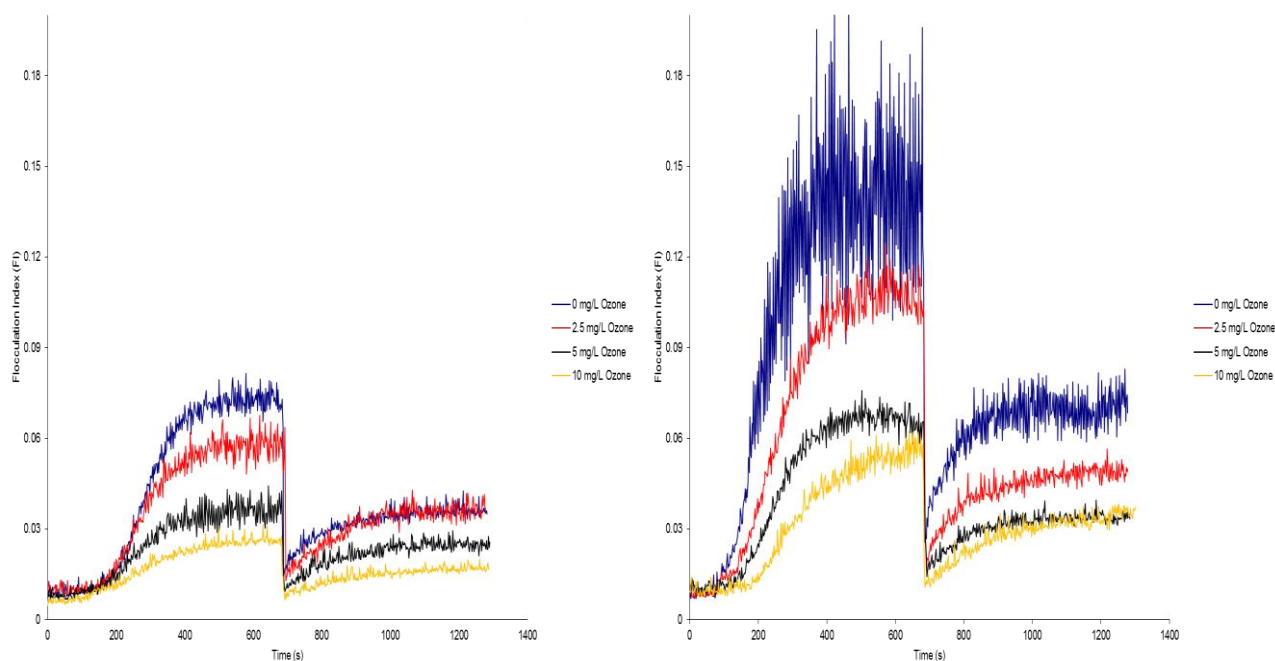 0.18
0.15
0.12
0.09
0.06
0.03
0
Flocculation Index (FI)
0 200 400 600 800 1000 1200 1400
Time (s)
0 mg/L Ozone
2.5 mg/L Ozone
5 mg/L Ozone
10 mg/L Ozone
0.18
0.15
0.12
0.09
0.06
0.03
0
Flocculation Index (FI)
0 200 400 600 800 1000 1200 1400
Time (s)
0 mg/L Ozone
2.5 mg/L Ozone
5 mg/L Ozone
10 mg/L Ozone